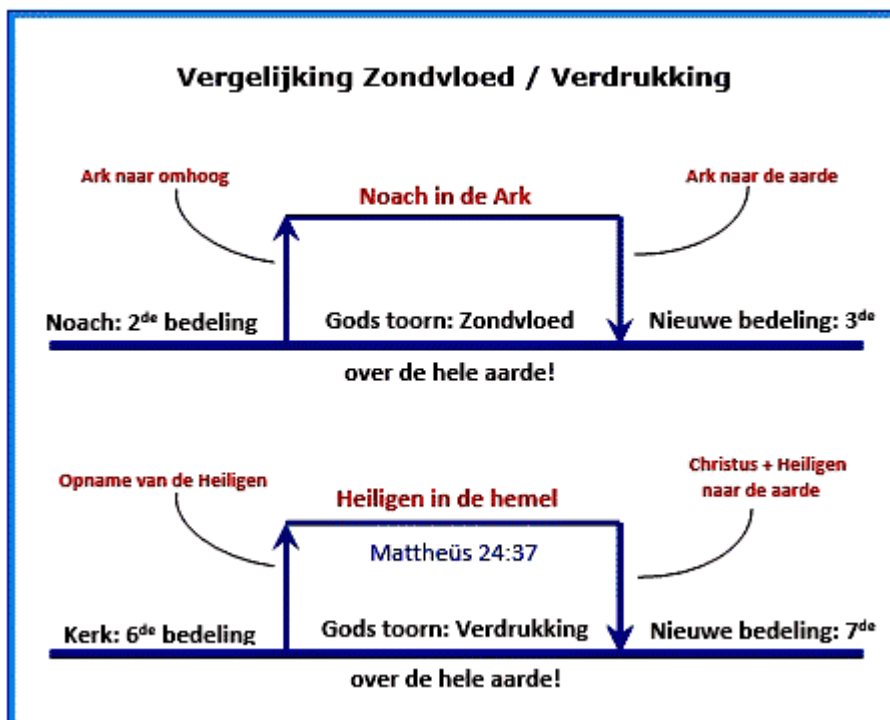 Vergelijking Zondvloed / Verdrukking
Ark naar omhoog
Noach in de Ark
Ark naar de aarde
Noach: 2de bedeling
Gods toorn: Zondvloed
Nieuwe bedeling: 3de
over de hele aarde!
Opname van de Heiligen
Heiligen in de hemel
Christus + Heiligen
naar de aarde
Mattheüs 24:37
Kerk: 6de bedeling
Gods toorn: Verdrukking
Nieuwe bedeling: 7de
over de hele aarde!